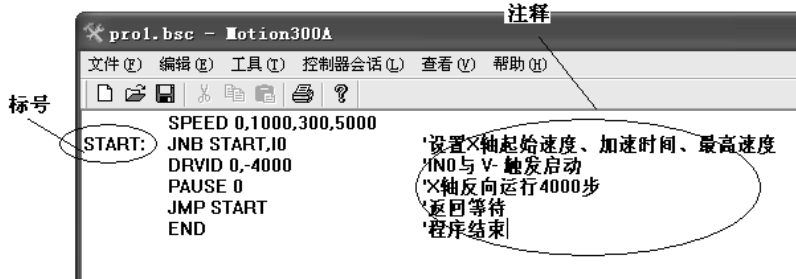 注释
pro1.bsc - Motion300A
文件(F) 编辑(E) 工具(T) 控制器会话(L) 查看(V) 帮助(H)
标号
SPEED 0,1000,300,5000
START: JNB START,I0 '设置X轴起始速度、加速时间、最高速度
DRVID 0,-4000 'IN0与 V- 触发启动
PAUSE 0 'X轴反向运行4000步
JMP START '返回等待
END '程序结束